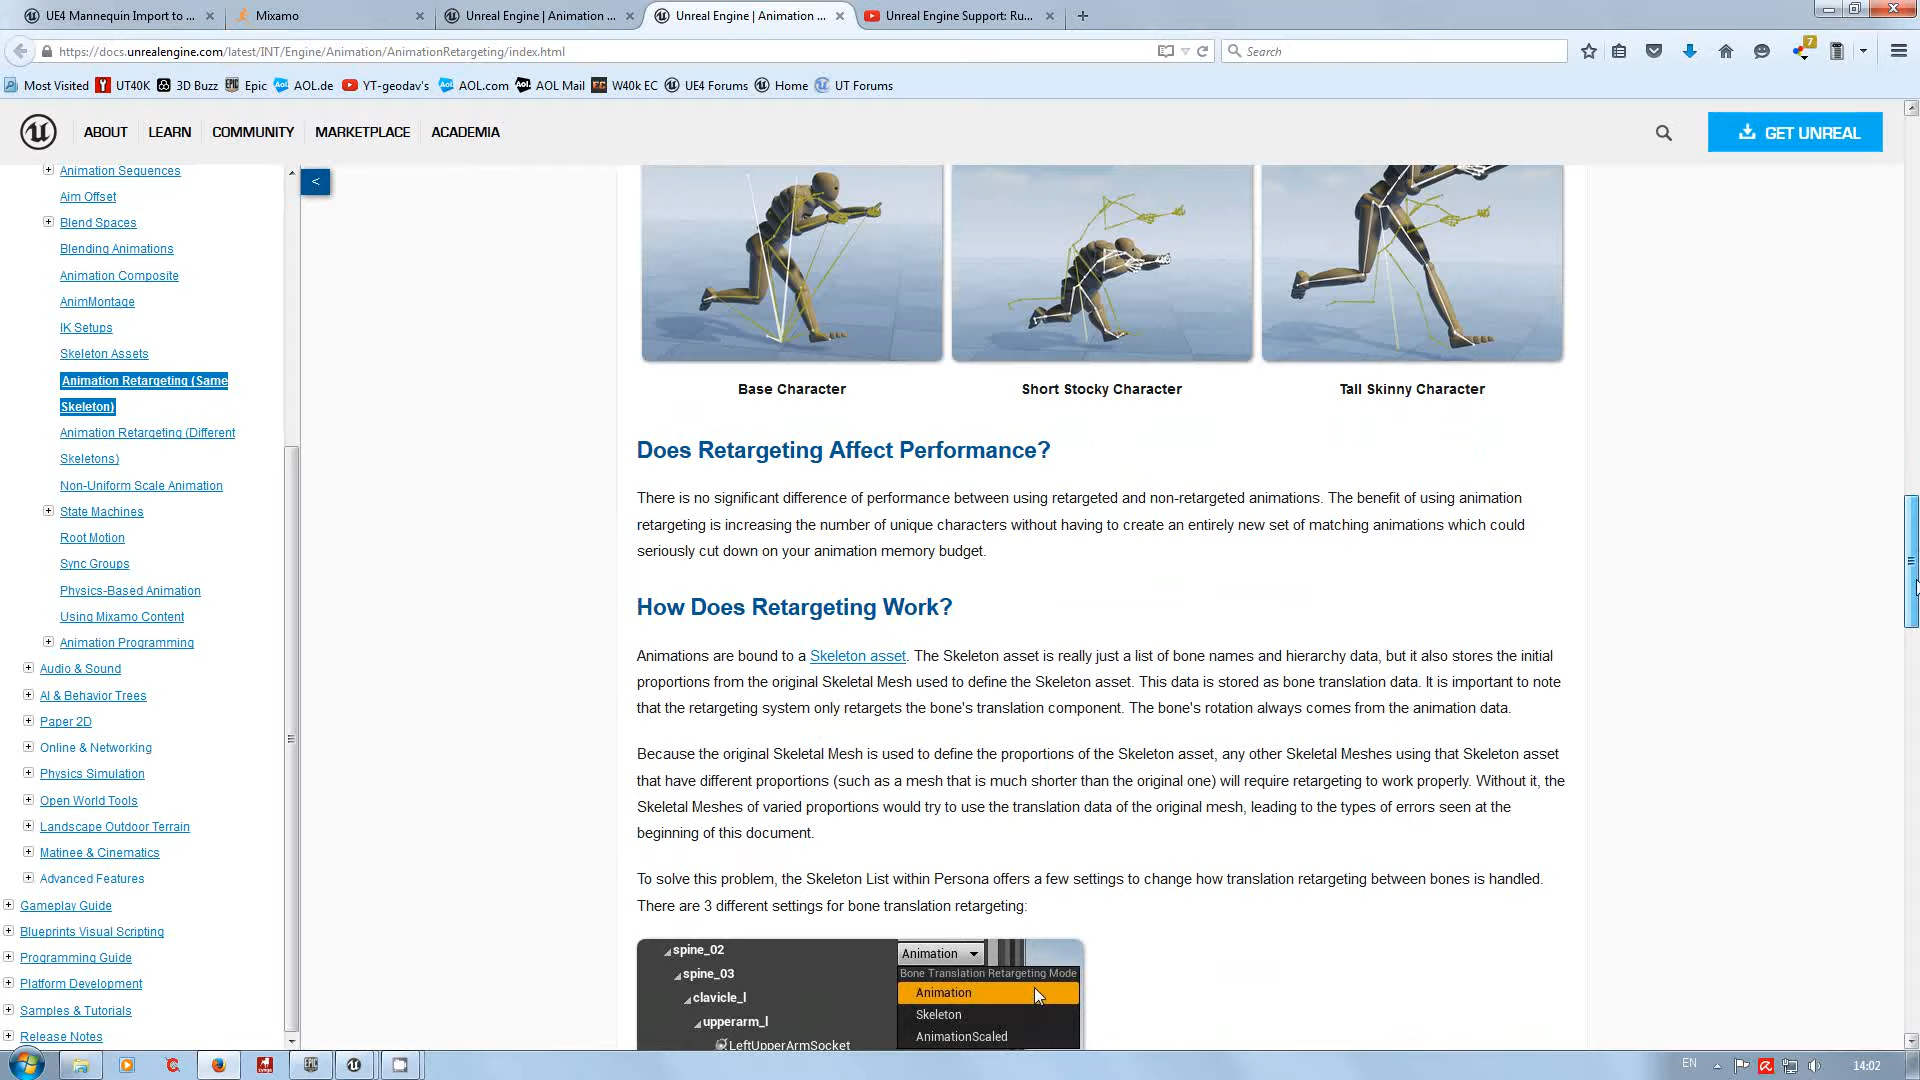 UE4 Mannequin Import to ...
Mixamo
Unreal Engine | Animation ...
Unreal Engine | Animation ...
Unreal Engine Support: Ru...
https://docs.unrealengine.com/latest/INT/Engine/Animation/AnimationRetargeting/index.html
Search
7
Most Visited
UT40K
3D Buzz
Epic
AOL.de
YT-geodav's
AOL.com
AOL Mail
W40k EC
UE4 Forums
Home
UT Forums
ABOUT
LEARN
COMMUNITY
MARKETPLACE
ACADEMIA
GET UNREAL
<
Animation Sequences
Aim Offset
Blend Spaces
Blending Animations
Animation Composite
AnimMontage
IK Setups
Skeleton Assets
Animation Retargeting (Same
Skeleton)
Animation Retargeting (Different
Skeletons)
Non-Uniform Scale Animation
State Machines
Root Motion
Sync Groups
Physics-Based Animation
Using Mixamo Content
Animation Programming
Audio & Sound
AI & Behavior Trees
Paper 2D
Online & Networking
Physics Simulation
Open World Tools
Landscape Outdoor Terrain
Matinee & Cinematics
Advanced Features
Gameplay Guide
Blueprints Visual Scripting
Programming Guide
Platform Development
Samples & Tutorials
Release Notes
Base Character
Short Stocky Character
Tall Skinny Character
Does Retargeting Affect Performance?
There is no significant difference of performance between using retargeted and non-retargeted animations. The benefit of using animation
retargeting is increasing the number of unique characters without having to create an entirely new set of matching animations which could
seriously cut down on your animation memory budget.
How Does Retargeting Work?
Animations are bound to a Skeleton asset. The Skeleton asset is really just a list of bone names and hierarchy data, but it also stores the initial
proportions from the original Skeletal Mesh used to define the Skeleton asset. This data is stored as bone translation data. It is important to note
that the retargeting system only retargets the bone's translation component. The bone's rotation always comes from the animation data.
Because the original Skeletal Mesh is used to define the proportions of the Skeleton asset, any other Skeletal Meshes using that Skeleton asset
that have different proportions (such as a mesh that is much shorter than the original one) will require retargeting to work properly. Without it, the
Skeletal Meshes of varied proportions would try to use the translation data of the original mesh, leading to the types of errors seen at the
beginning of this document.
To solve this problem, the Skeleton List within Persona offers a few settings to change how translation retargeting between bones is handled.
There are 3 different settings for bone translation retargeting:
spine_02
spine_03
clavicle_l
upperarm_l
LeftUpperArmSocket
Animation
Bone Translation Retargeting Mode
Animation
Skeleton
AnimationScaled
EN
14:02